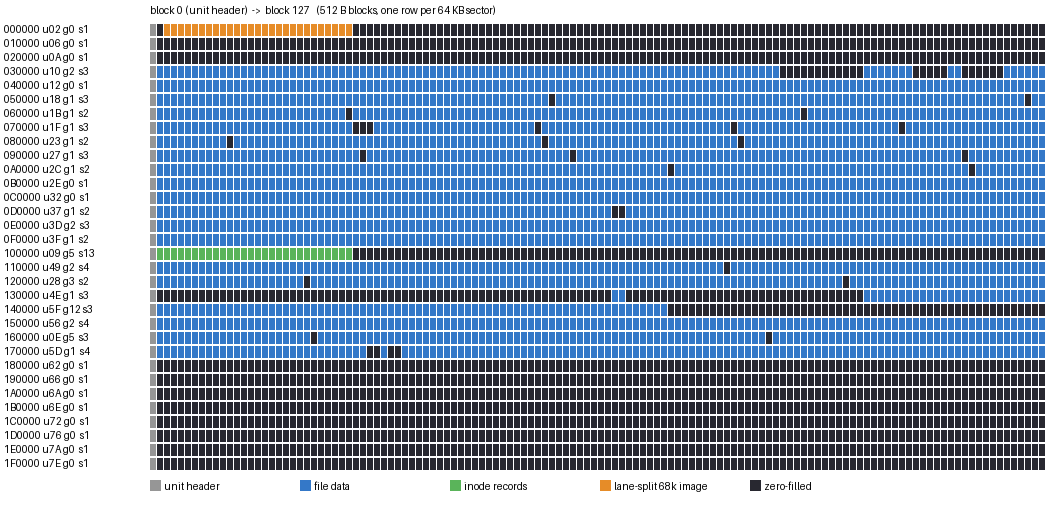 block 0 (unit header) -> block 127 (512 B blocks, one row per 64 KB sector)
000000 u02 g0 s1
010000 u06 g0 s1
020000 u0A g0 s1
030000 u10 g2 s3
040000 u12 g0 s1
050000 u18 g1 s3
060000 u1B g1 s2
070000 u1F g1 s3
080000 u23 g1 s2
090000 u27 g1 s3
0A0000 u2C g1 s2
0B0000 u2E g0 s1
0C0000 u32 g0 s1
0D0000 u37 g1 s2
0E0000 u3D g2 s3
0F0000 u3F g1 s2
100000 u09 g5 s13
110000 u49 g2 s4
120000 u28 g3 s2
130000 u4E g1 s3
140000 u5F g12 s3
150000 u56 g2 s4
160000 u0E g5 s3
170000 u5D g1 s4
180000 u62 g0 s1
190000 u66 g0 s1
1A0000 u6A g0 s1
1B0000 u6E g0 s1
1C0000 u72 g0 s1
1D0000 u76 g0 s1
1E0000 u7A g0 s1
1F0000 u7E g0 s1
unit header file data inode records lane-split 68k image zero-filled